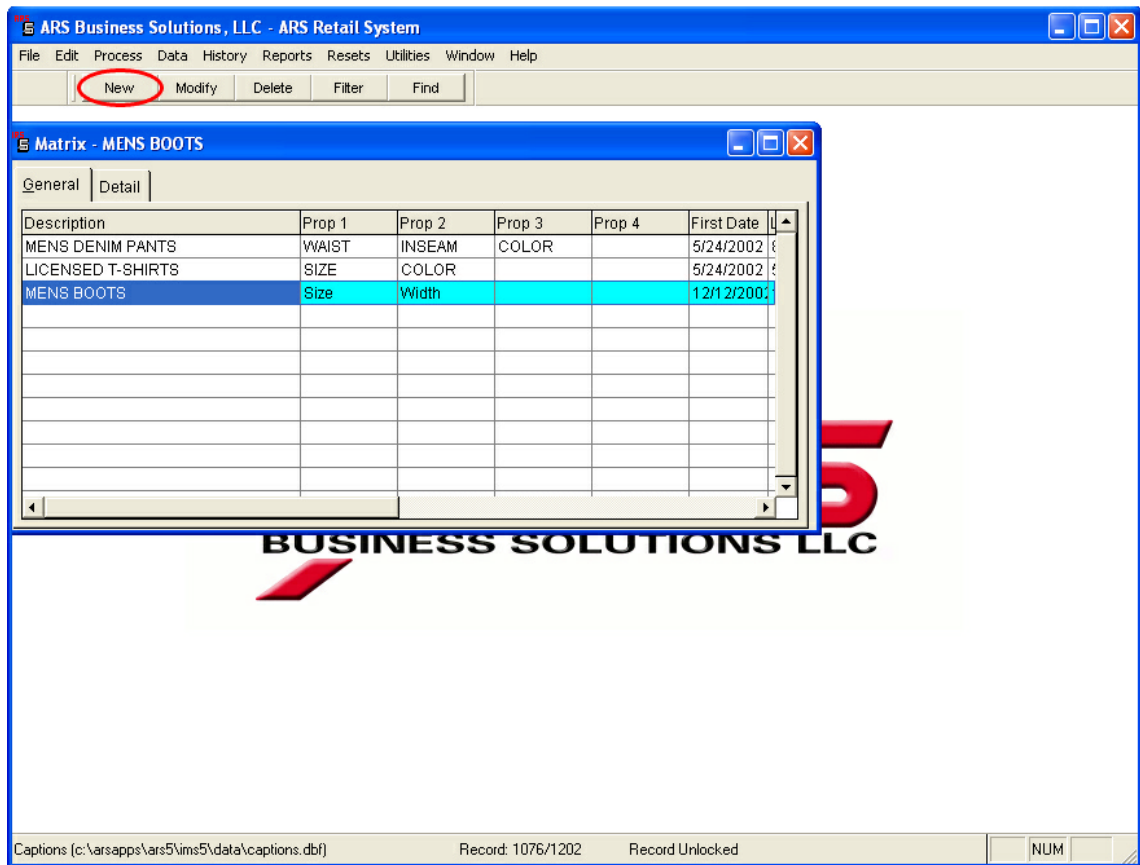 ARS Business Solutions, LLC - ARS Retail System
File Edit Process Data History Reports Resets Utilities Window Help
New Modify Delete Filter Find
Matrix - MENS BOOTS
General Detail
Description Prop 1 Prop 2 Prop 3 Prop 4 First Date
MENS DENIM PANTS WAIST INSEAM COLOR 5/24/2002
LICENSED T-SHIRTS SIZE COLOR 5/24/2002
MENS BOOTS Size Width
BUSINESS SOLUTIONS LLC
Captions (c:\arsapps\ars5\ims5\data\captions.dbf) Record: 1076/1202 Record Unlocked NUM